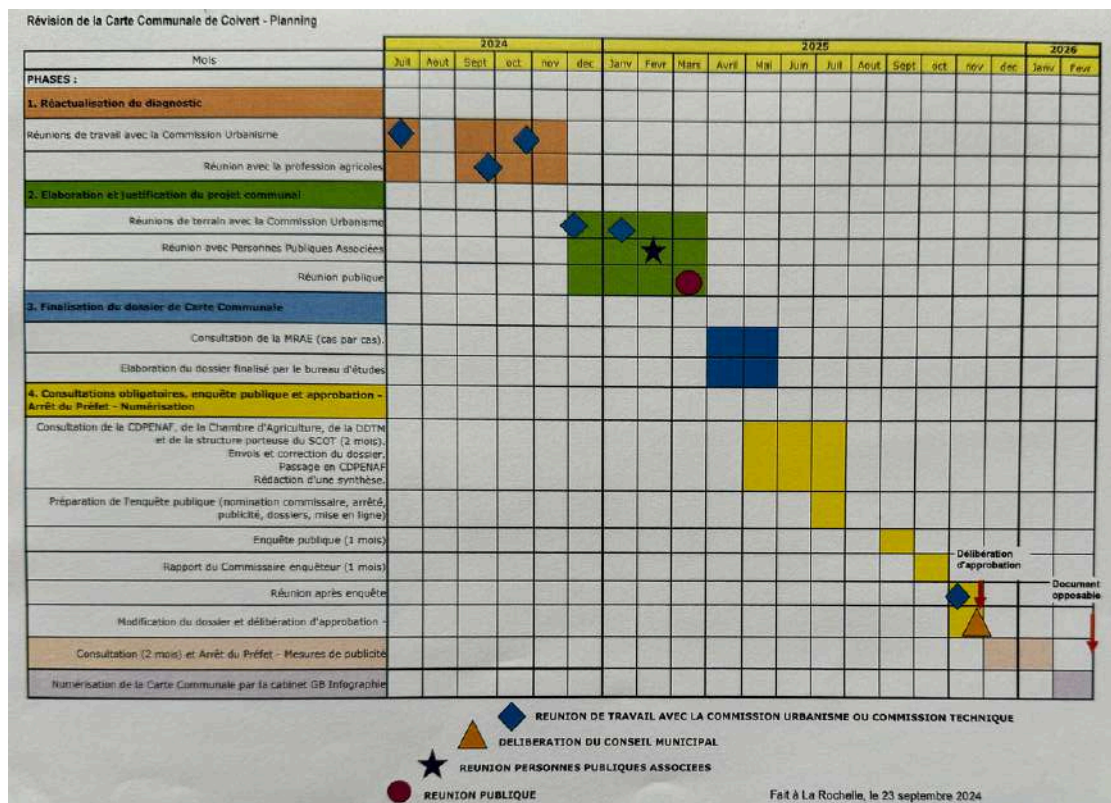 Révision de la Carte Communale de Colvert - Planning
2024 2025 2026
Mois Juil Aout Sept oct nov dec Janv Fevr Mars Avril Mai Juin Juil Aout Sept oct nov dec Janv Fevr
PHASES :
1. Réactualisation du diagnostic
Réunions de travail avec la Commission Urbanisme
Réunion avec la profession agricoles
2. Elaboration et justification du projet communal
Réunions de terrain avec la Commission Urbanisme
Réunion avec Personnes Publiques Associées
Réunion publique
3. Finalisation du dossier de Carte Communale
Consultation de la MRAE (cas par cas).
Elaboration du dossier finalisé par le bureau d'études
4. Consultations obligatoires, enquête publique et approbation -
Arrêt du Préfet - Numérisation
Consultation de la CDPENAF, de la Chambre d'Agriculture, de la DDTM
et de la structure porteuse du SCOT (2 mois).
Envois et correction du dossier.
Passage en CDPENAF
Rédaction d'une synthèse.
Préparation de l'enquête publique (nomination commissaire, arrêté,
publicité, dossiers, mise en ligne)
Enquête publique (1 mois)
Délibération
d'approbation
Rapport du Commissaire enquêteur (1 mois)
Document
opposable
Réunion après enquête
Modification du dossier et délibération d'approbation -
Consultation (2 mois) et Arrêt du Préfet - Mesures de publicité
Numérisation de la Carte Communale par la cabinet GB Infographie
REUNION DE TRAVAIL AVEC LA COMMISSION URBANISME OU COMMISSION TECHNIQUE
DELIBERATION DU CONSEIL MUNICIPAL
REUNION PERSONNES PUBLIQUES ASSOCIEES
REUNION PUBLIQUE
Fait à La Rochelle, le 23 septembre 2024